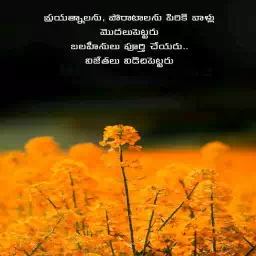 ప్రయత్నాలను, పోరాటాలను పిరికి వాళ్లు
మొదలుపెట్టరు
బలహీనులు పూర్తి చేయరు..
విజేతలు విడిచిపెట్టరు